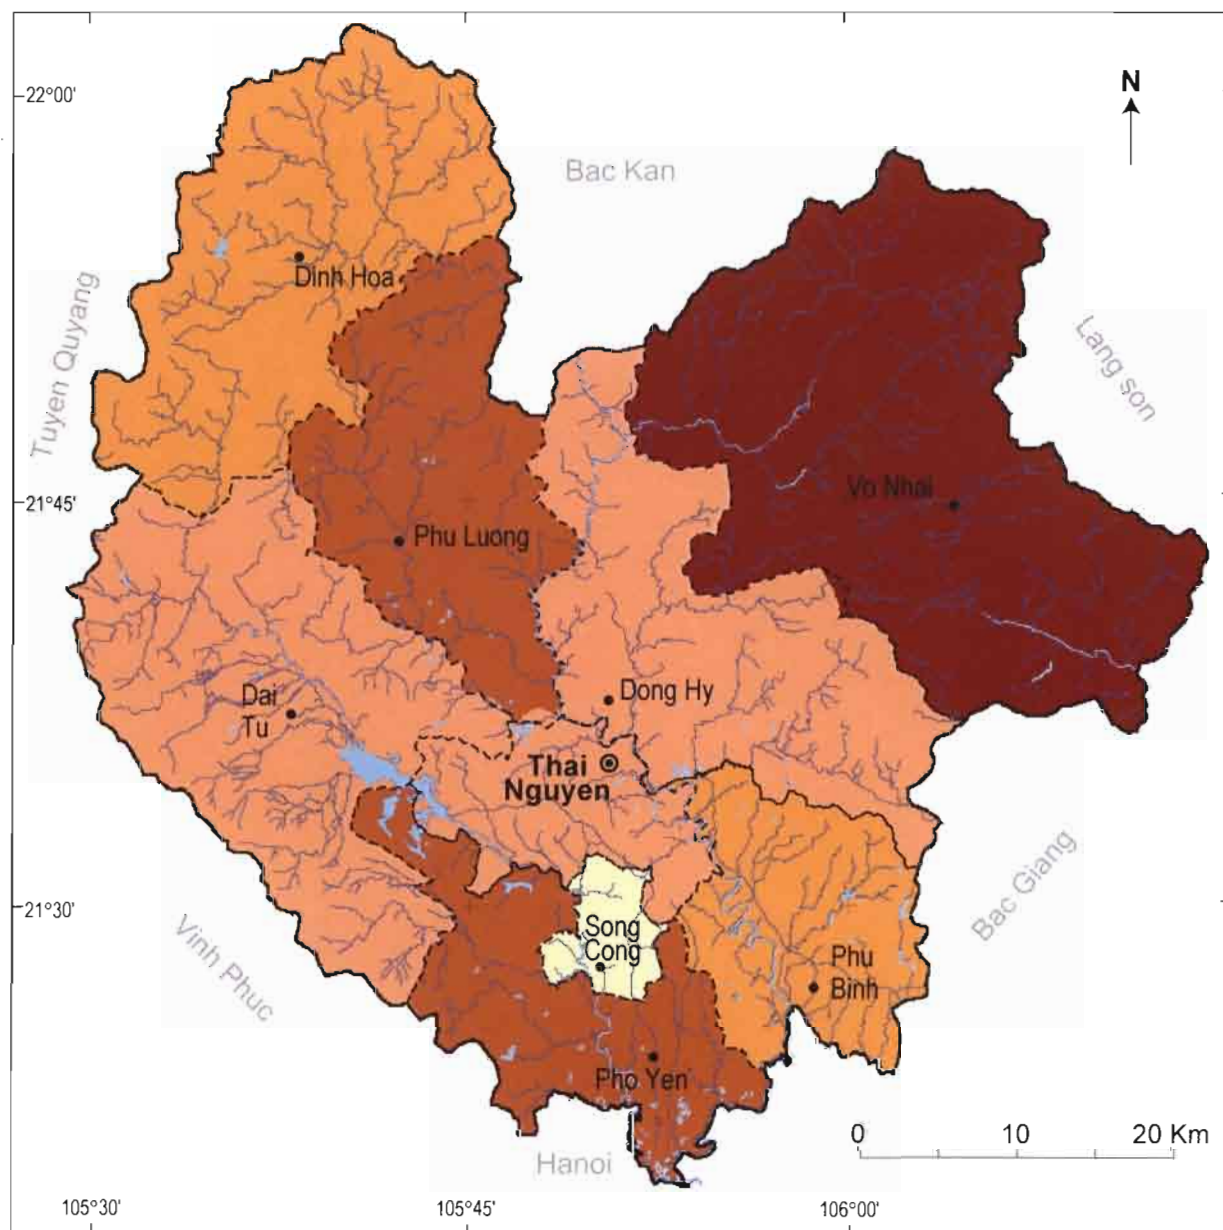 N
22°00'
Bac Kan
Dinh Hoa
Tuyen Quyang
Lang son
Vo Nhai
21°45'
Phu Luong
Dai
Tu
Dong Hy
Thai
Nguyen
Bac Giang
21°30'
Song
Cong
Vinh Phuc
Phu
Binh
Pho Yen
0 10 20 Km
Hanoi
105°30' 105°45' 106°00'